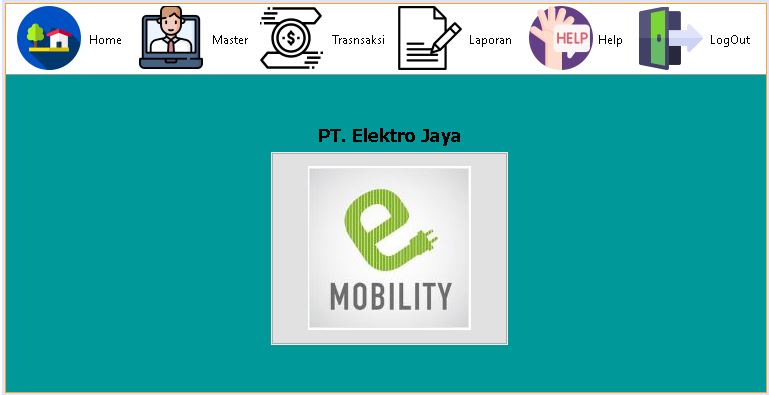 Home
Master
$
Trasnsaksi
Laporan
HELP
Help
LogOut
PT. Elektro Jaya
e
MOBILITY